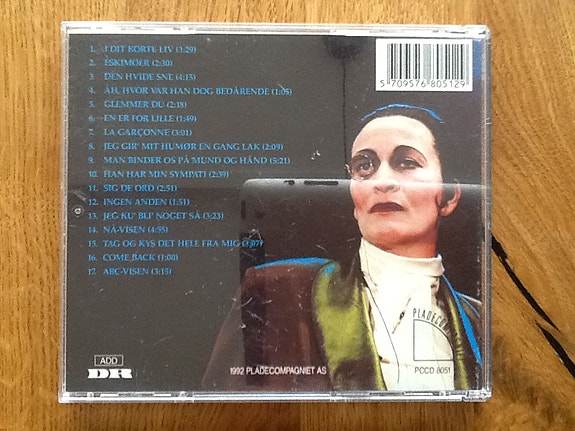 1. I DIT KORTE LIV (3:29)
2. ESKIMOER (2:30)
3. DEN HVIDE SNE (4:13)
4. ÅH, HVOR VAR HAN DOG BEDÅRENDE (1:05)
5. GLEMMER DU (2:18)
6. EN ER FOR LILLE (1:49)
7. LA GARÇONNE (3:01)
8. JEG GIR' MIT HUMØR EN GANG LAK (2:09)
9. MAN BINDER OS PÅ MUND OG HÅND (5:21)
10. HAN HAR MIN SYMPATI (2:39)
11. SIG DE ORD (2:51)
12. INGEN ANDEN (1:51)
13. JEG KU' BLI' NOGET SÅ (3:23)
14. NÅ-VISEN (4:55)
15. TAG OG KYS DET HELE FRA MIG
16. COME BACK (1:00)
17. ABC-VISEN (3:15)
5 709576 805129
ADD
DR
1992 PLADECOMPAGNIET AS
PCCD 8051